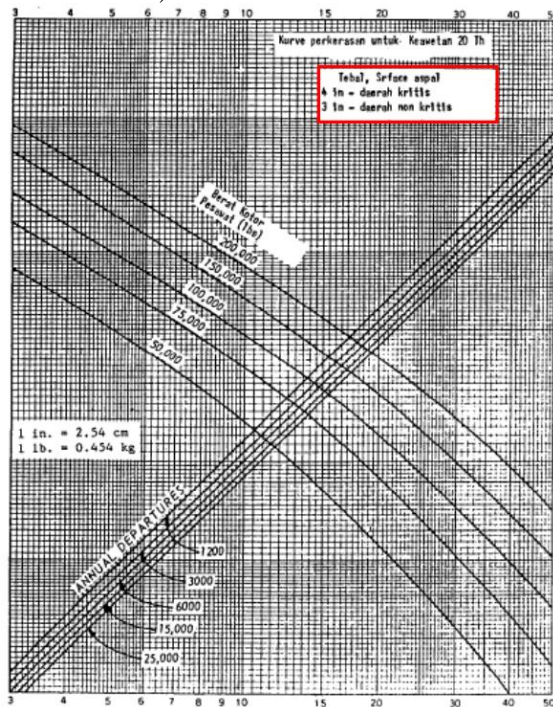 3 4 5 6 7 8 9 10 15 20 30 40 50
Kurve perkerasan untuk Keawetan 20 Th
Tebal, Srface aspal
4 in - daerah kritis
3 in - daerah non kritis
Berat Kotor
Pesawat (lbs)
200,000
150,000
100,000
75,000
50,000
1 in. = 2.54 cm
1 lb. = 0.454 kg
ANNUAL DEPARTURES
1200
3000
6000
15,000
25,000
3 4 5 6 7 8 9 10 20 30 40 50